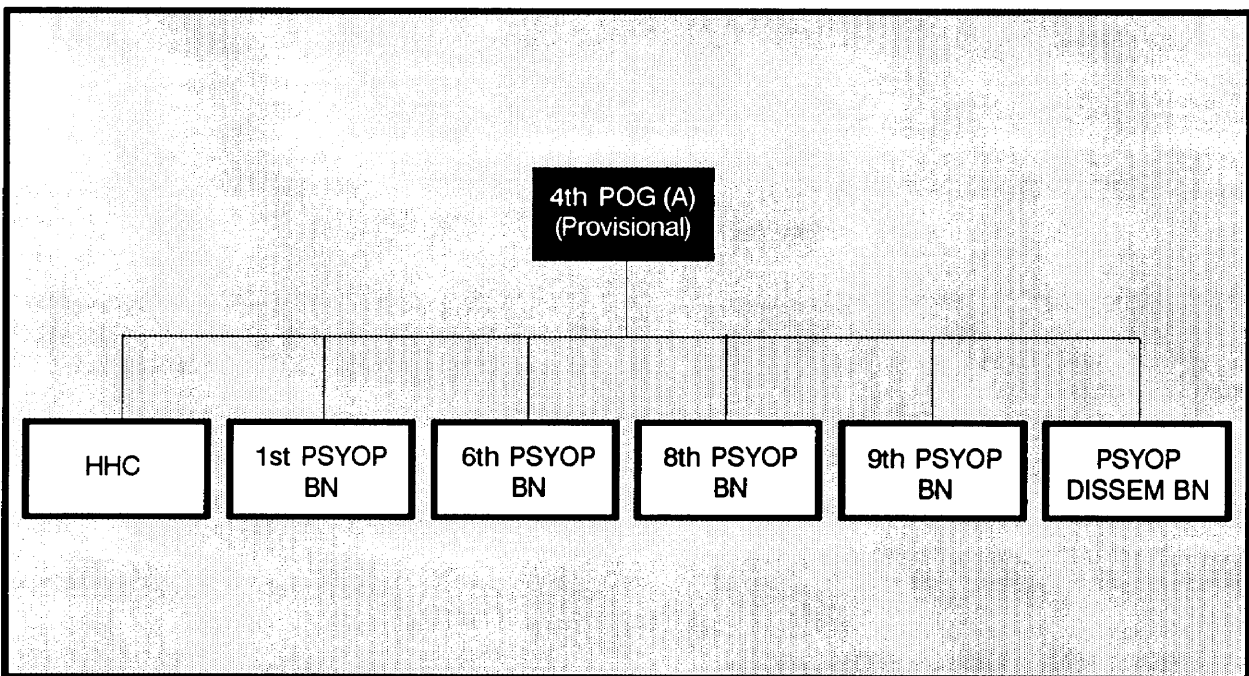 4th POG (A)
(Provisional)
HHC
1st PSYOP
BN
6th PSYOP
BN
8th PSYOP
BN
9th PSYOP
BN
PSYOP
DISSEM BN